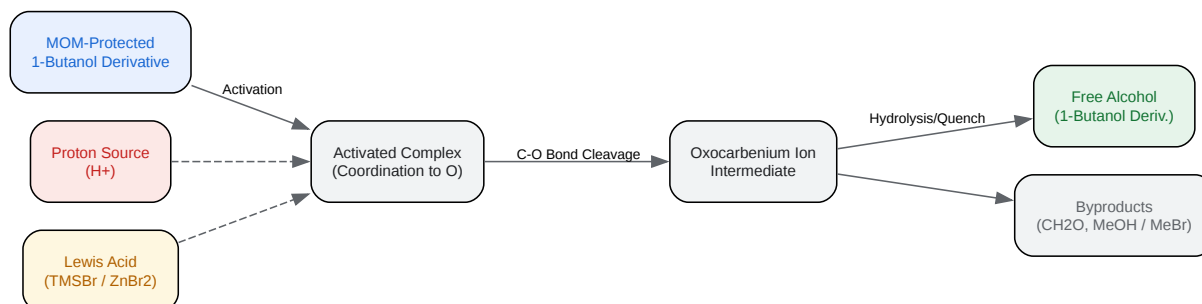 MOM-Protected
1-Butanol Derivative
Activation
Proton Source
(H+)
Lewis Acid
(TMSBr / ZnBr2)
Activated Complex
(Coordination to O)
C-O Bond Cleavage
Oxocarbenium Ion
Intermediate
Hydrolysis/Quench
Free Alcohol
(1-Butanol Deriv.)
Byproducts
(CH2O, MeOH / MeBr)